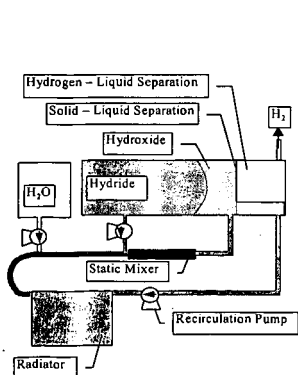 Hydrogen – Liquid Separation
Solid – Liquid Separation
H₂
Hydroxide
H₂O
Hydride
Static Mixer
Recirculation Pump
Radiator